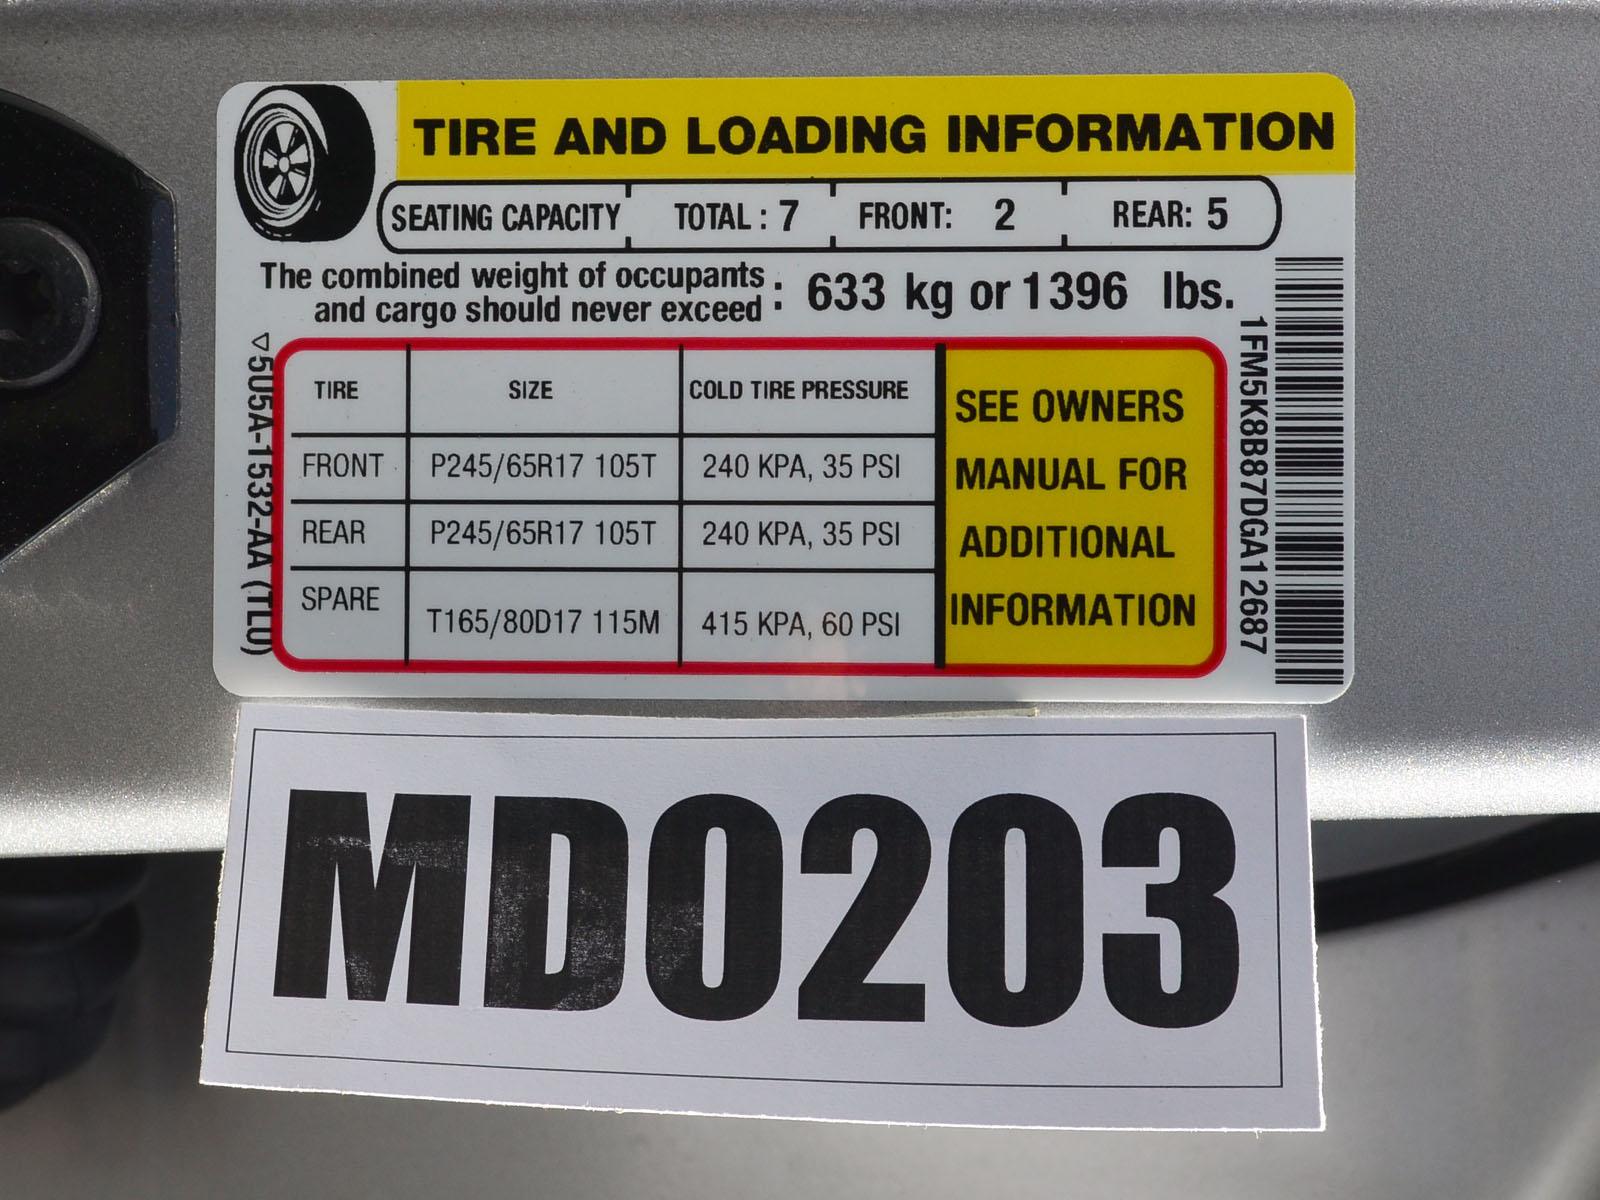 TIRE AND LOADING INFORMATION
SEATING CAPACITY TOTAL : 7 FRONT: 2 REAR: 5
The combined weight of occupants
and cargo should never exceed : 633 kg or 1396 lbs.
TIRE SIZE COLD TIRE PRESSURE
FRONT P245/65R17 105T 240 KPA, 35 PSI
REAR P245/65R17 105T 240 KPA, 35 PSI
SPARE T165/80D17 115M 415 KPA, 60 PSI
SEE OWNERS
MANUAL FOR
ADDITIONAL
INFORMATION
5U5A-1532-AA (TLU)
1FM5K8B87DGA12687
MD0203